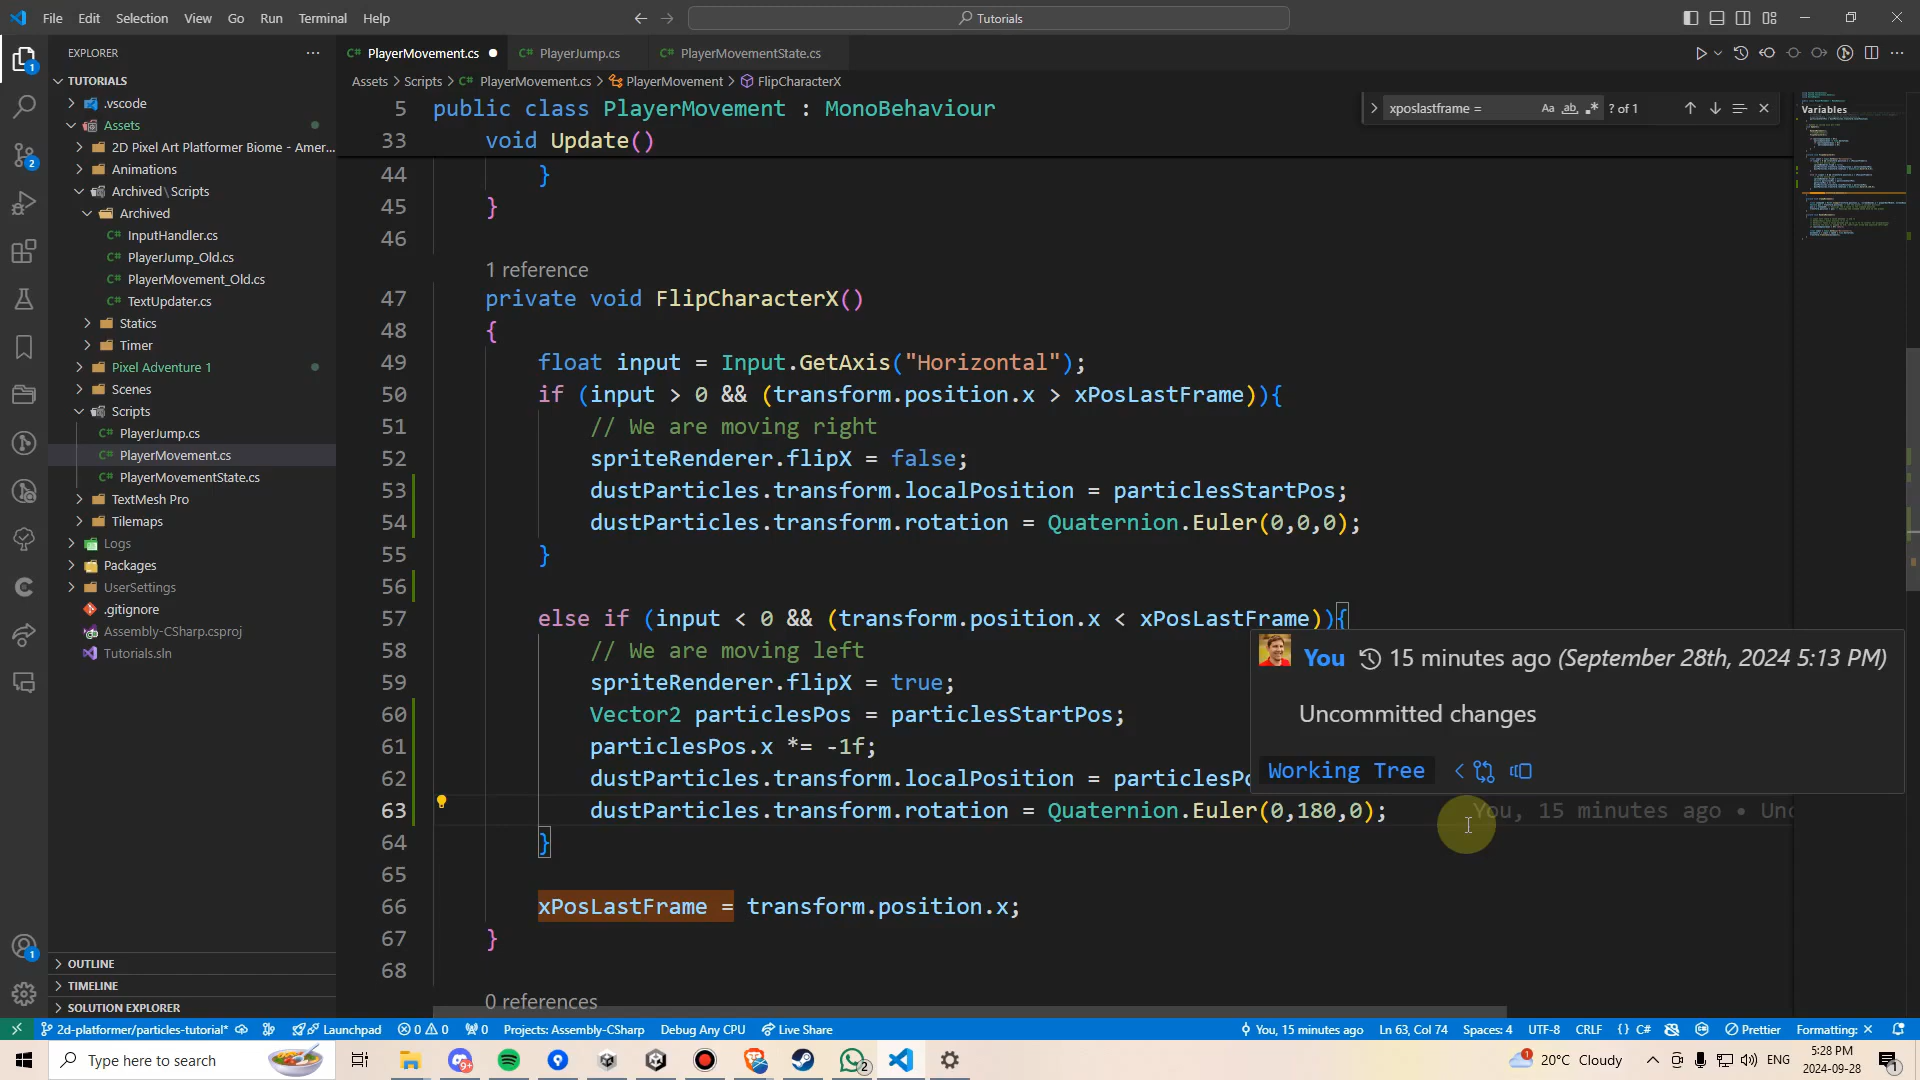 File Edit Selection View Go Run Terminal Help
Tutorials
EXPLORER
PlayerMovement.cs
PlayerJump.cs
PlayerMovementState.cs
TUTORIALS
.vscode
Assets
2D Pixel Art Platformer Biome - Amer...
Animations
Archived\Scripts
Archived
InputHandler.cs
PlayerJump_Old.cs
PlayerMovement_Old.cs
TextUpdater.cs
Statics
Timer
Pixel Adventure 1
Scenes
Scripts
PlayerJump.cs
PlayerMovement.cs
PlayerMovementState.cs
TextMesh Pro
Tilemaps
Logs
Packages
UserSettings
.gitignore
Assembly-CSharp.csproj
Tutorials.sln
OUTLINE
TIMELINE
SOLUTION EXPLORER
Assets > Scripts > PlayerMovement.cs > PlayerMovement > FlipCharacterX
xposlastframe = Aa ab ? of 1
Variables
5 public class PlayerMovement : MonoBehaviour
33 void Update()
44 }
45 }
46
1 reference
47 private void FlipCharacterX()
48 {
49 float input = Input.GetAxis("Horizontal");
50 if (input > 0 && (transform.position.x > xPosLastFrame)){
51 // We are moving right
52 spriteRenderer.flipX = false;
53 dustParticles.transform.localPosition = particlesStartPos;
54 dustParticles.transform.rotation = Quaternion.Euler(0,0,0);
55 }
56
57 else if (input < 0 && (transform.position.x < xPosLastFrame)){
58 // We are moving left
59 spriteRenderer.flipX = true;
60 Vector2 particlesPos = particlesStartPos;
61 particlesPos.x *= -1f;
62 dustParticles.transform.localPosition = particlesPo
63 dustParticles.transform.rotation = Quaternion.Euler(0,180,0); You, 15 minutes ago • Unc
64 }
65
66 xPosLastFrame = transform.position.x;
67 }
68
0 references
You 15 minutes ago (September 28th, 2024 5:13 PM)
Uncommitted changes
Working Tree
2d-platformer/particles-tutorial* Launchpad 0 0 0 Projects: Assembly-CSharp Debug Any CPU Live Share You, 15 minutes ago Ln 63, Col 74 Spaces: 4 UTF-8 CRLF {} C# Prettier Formatting: ×
Type here to search
20°C Cloudy ENG
5:28 PM
2024-09-28